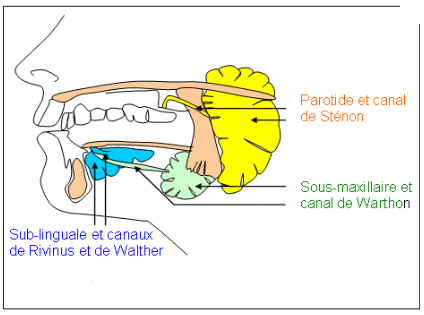 Parotide et canal
de Sténon
Sous-maxillaire et
canal de Warthon
Sub-linguale et canaux
de Rivinus et de Walther